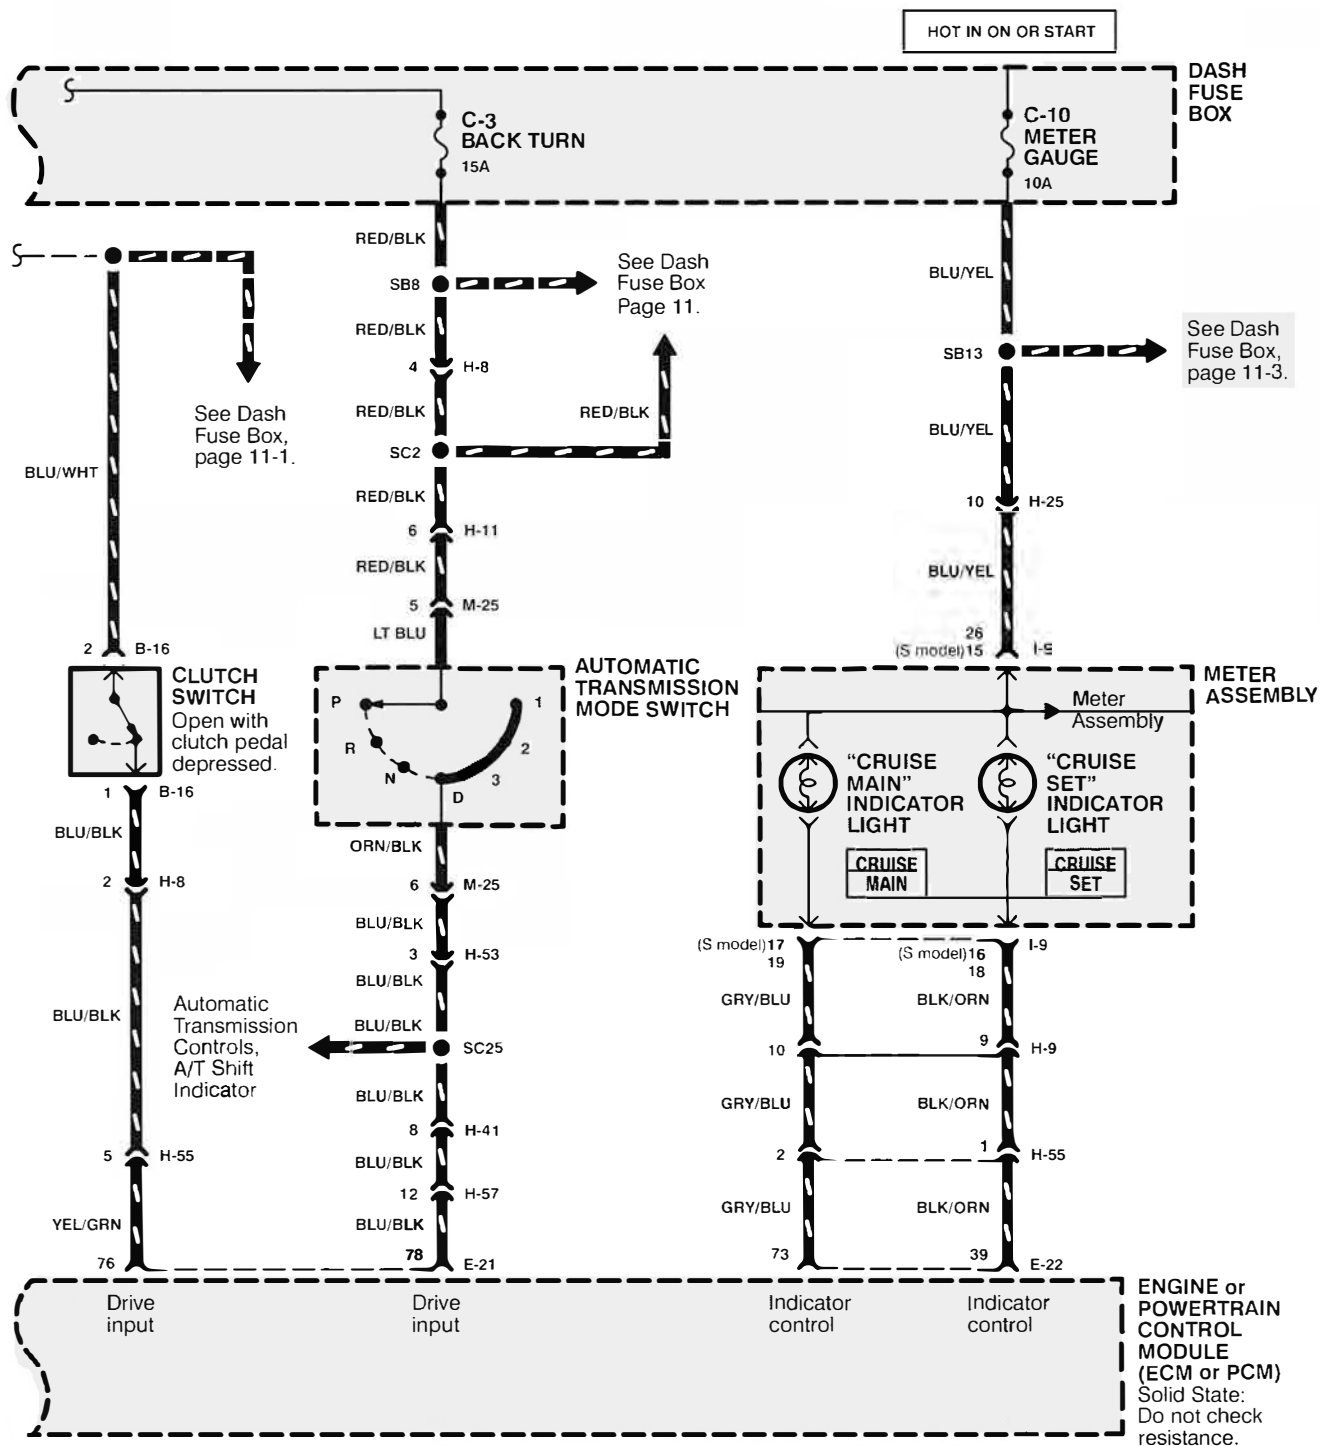 HOT IN ON OR START
DASH
FUSE
BOX
C-3
BACK TURN
15A
C-10
METER
GAUGE
10A
RED/BLK
SB8
See Dash
Fuse Box
Page 11.
BLU/YEL
RED/BLK
4 H-8
SB13
See Dash
Fuse Box,
page 11-3.
See Dash
Fuse Box,
page 11-1.
RED/BLK
RED/BLK
SC2
BLU/YEL
BLU/WHT
RED/BLK
10 H-25
6 H-11
RED/BLK
BLU/YEL
5 M-25
LT BLU
26
(S model)15
2 B-16
CLUTCH
SWITCH
Open with
clutch pedal
depressed.
AUTOMATIC
TRANSMISSION
MODE SWITCH
P
R
N
D
3
2
1
METER
ASSEMBLY
Meter
Assembly
"CRUISE
MAIN"
INDICATOR
LIGHT
"CRUISE
SET"
INDICATOR
LIGHT
CRUISE
MAIN
CRUISE
SET
1 B-16
BLU/BLK
ORN/BLK
2 H-8
6 M-25
BLU/BLK
3 H-53
(S model)17
19
(S model)16
18
I-9
BLU/BLK
GRY/BLU
BLK/ORN
BLU/BLK
Automatic
Transmission
Controls,
A/T Shift
Indicator
BLU/BLK
SC25
10
9 H-9
BLU/BLK
GRY/BLU
BLK/ORN
8 H-41
5 H-55
BLU/BLK
2
1 H-55
12 H-57
YEL/GRN
BLU/BLK
GRY/BLU
BLK/ORN
76
78 E-21
73
39 E-22
Drive
input
Drive
input
Indicator
control
Indicator
control
ENGINE or
POWERTRAIN
CONTROL
MODULE
(ECM or PCM)
Solid State:
Do not check
resistance.